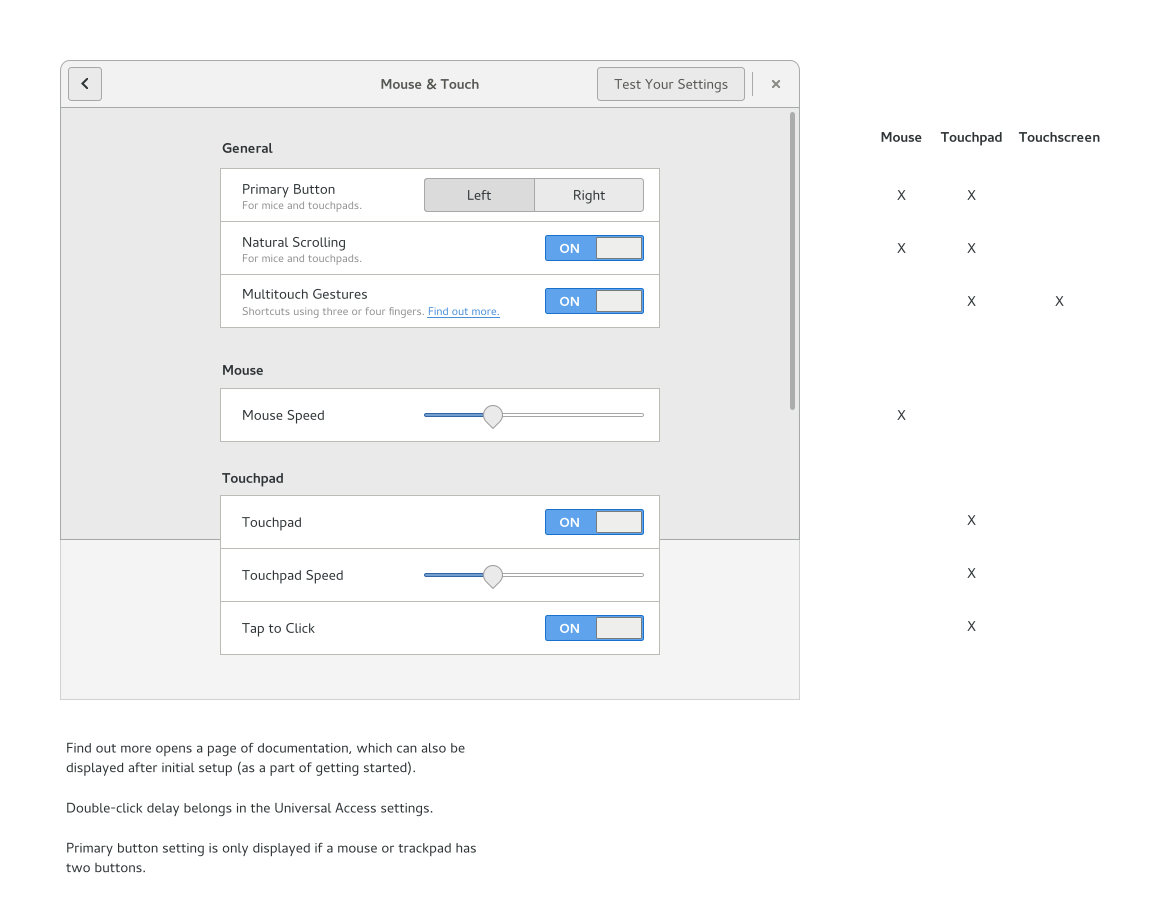 Mouse & Touch
Test Your Settings
Mouse Touchpad Touchscreen
General
Primary Button
For mice and touchpads.
Left Right
X X
Natural Scrolling
For mice and touchpads.
ON
X X
Multitouch Gestures
Shortcuts using three or four fingers. Find out more.
ON
X X
Mouse
Mouse Speed
X
Touchpad
Touchpad
ON
X
Touchpad Speed
X
Tap to Click
ON
X
Find out more opens a page of documentation, which can also be
displayed after initial setup (as a part of getting started).
Double-click delay belongs in the Universal Access settings.
Primary button setting is only displayed if a mouse or trackpad has
two buttons.